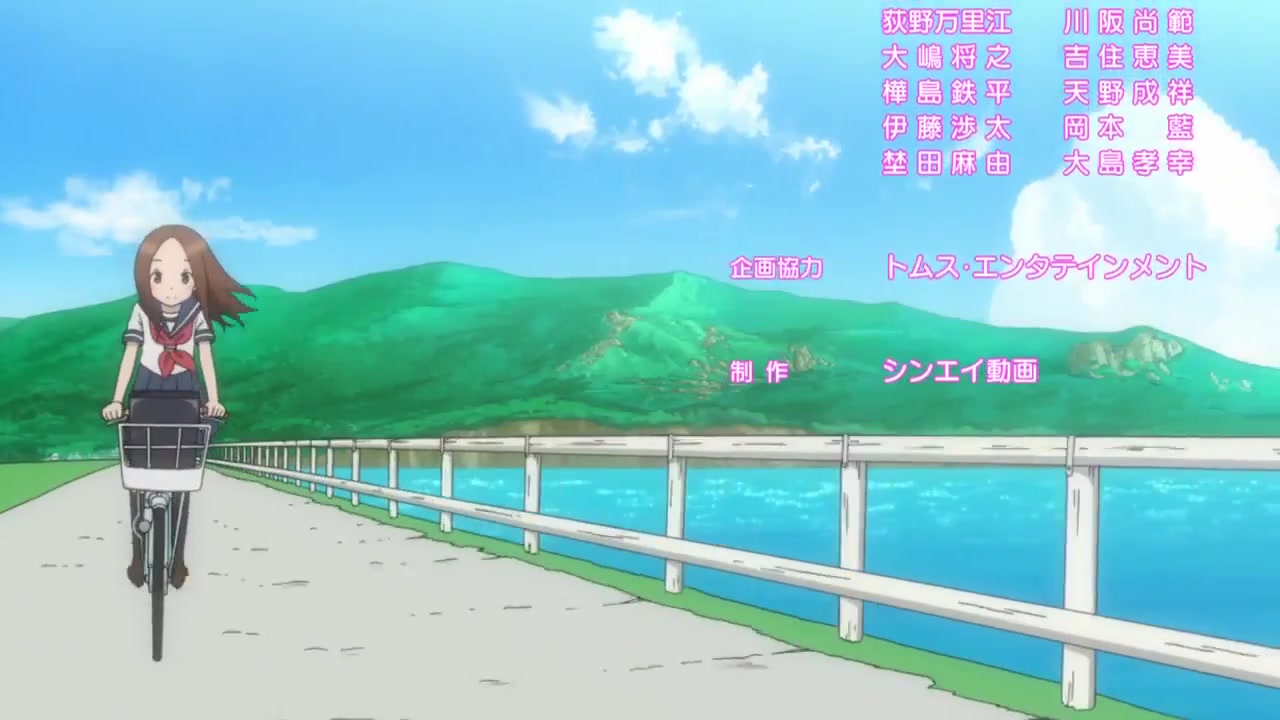 荻野万里江 川阪尚範
大嶋将之 吉住恵美
樺島鉄平 天野成祥
伊藤渉太 岡本 藍
埜田麻由 大島孝幸
企画協力 トムス・エンタテインメント
制作 シンエイ動画